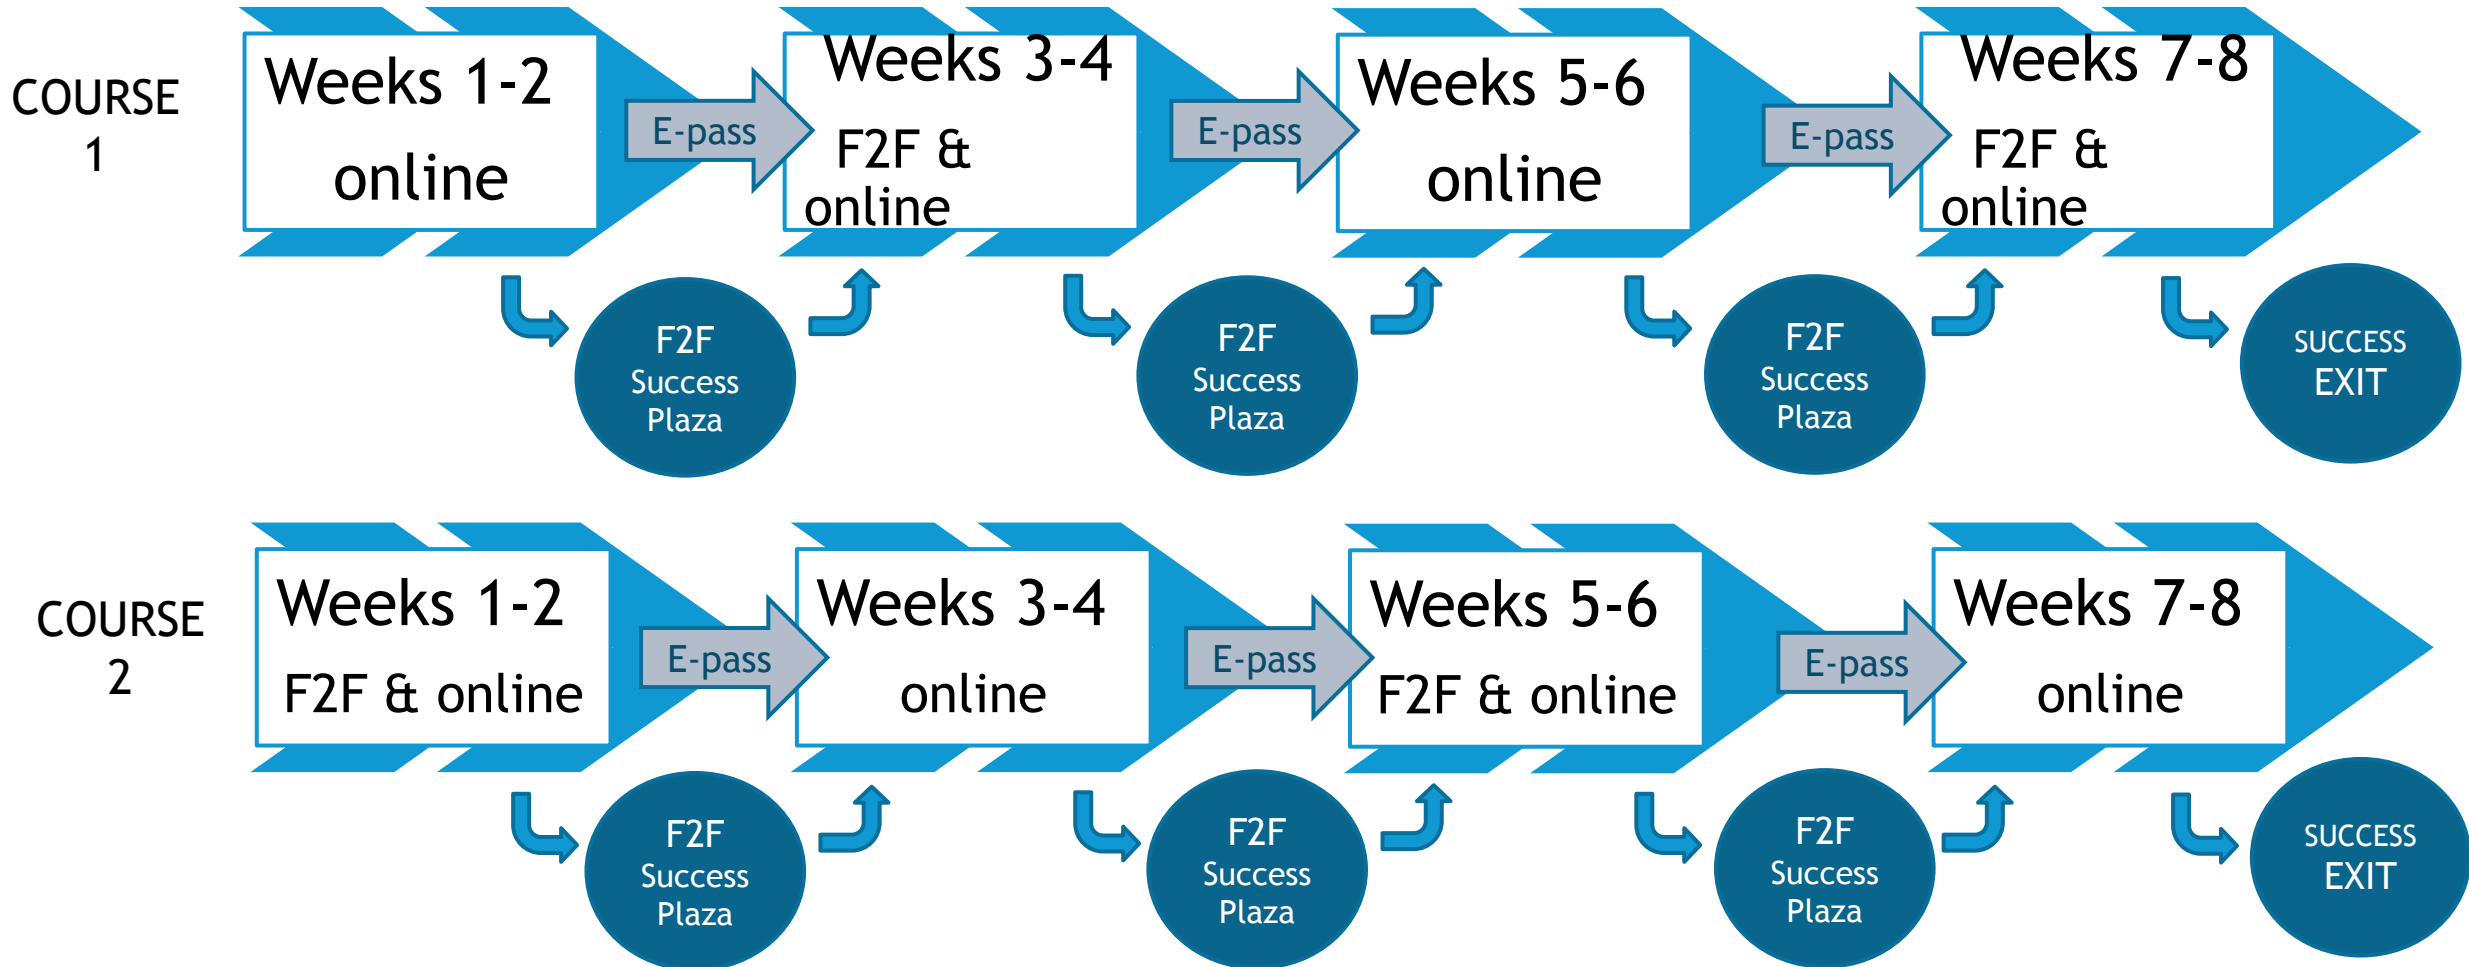 COURSE
1
Weeks 1-2
online
E-pass
Weeks 3-4
F2F &
online
E-pass
Weeks 5-6
online
E-pass
Weeks 7-8
F2F &
online
F2F
Success
Plaza
F2F
Success
Plaza
F2F
Success
Plaza
SUCCESS
EXIT
COURSE
2
Weeks 1-2
F2F & online
E-pass
Weeks 3-4
online
E-pass
Weeks 5-6
F2F & online
E-pass
Weeks 7-8
online
F2F
Success
Plaza
F2F
Success
Plaza
F2F
Success
Plaza
SUCCESS
EXIT